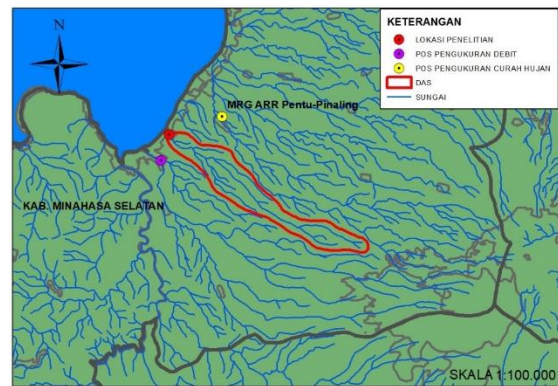 N
KETERANGAN
LOKASI PENELITIAN
POS PENGUKURAN DEBIT
POS PENGUKURAN CURAH HUJAN
DAS
SUNGAI
MRG ARR Pentu-Pinaling
KAB. MINAHASA SELATAN
SKALA 1:100.000